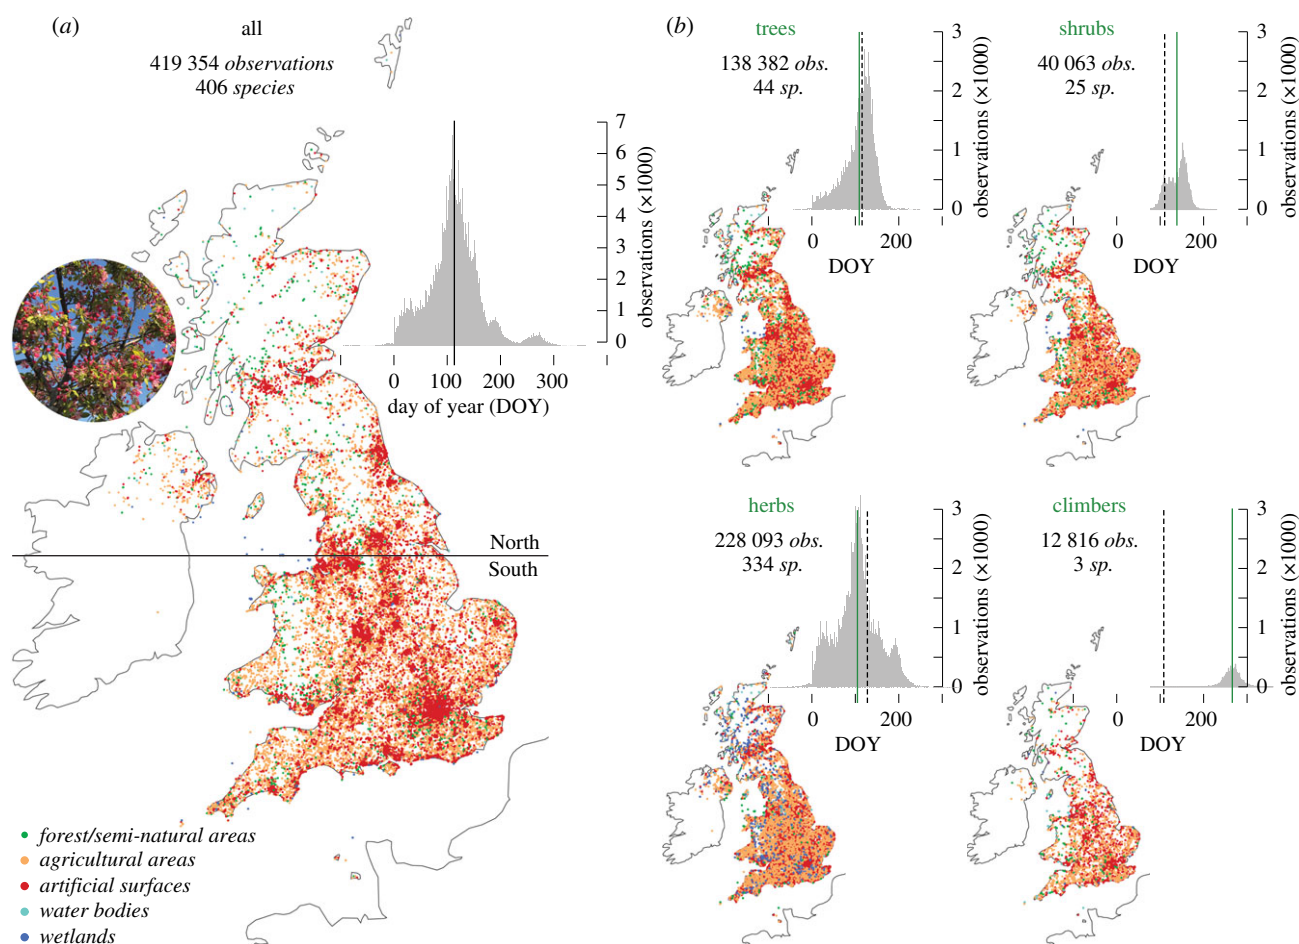 (a)
all
419 354 observations
406 species
7
6
5
4
3
2
1
0
observations (×1000)
0 100 200 300
day of year (DOY)
North
South
forest/semi-natural areas
agricultural areas
artificial surfaces
water bodies
wetlands
(b)
trees
138 382 obs.
44 sp.
3
2
1
0
observations (×1000)
0 200
DOY
shrubs
40 063 obs.
25 sp.
3
2
1
0
observations (×1000)
0 200
DOY
herbs
228 093 obs.
334 sp.
3
2
1
0
observations (×1000)
0 200
DOY
climbers
12 816 obs.
3 sp.
3
2
1
0
observations (×1000)
0 200
DOY